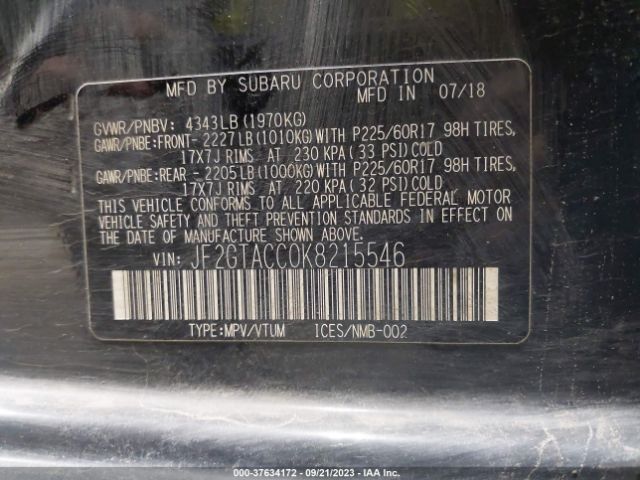 MFD BY SUBARU CORPORATION
MFD IN 07/18
GVWR/PNBV: 4343LB(1970KG)
GAWR/PNBE:FRONT- 2227LB(1010KG)WITH P225/60R17 98H TIRES,
17X7J RIMS AT 230 KPA(33 PSI)COLD
GAWR/PNBE:REAR - 2205LB(1000KG)WITH P225/60R17 98H TIRES,
17X7J RIMS AT 220 KPA(32 PSI)COLD
THIS VEHICLE CONFORMS TO ALL APPLICABLE FEDERAL MOTOR
VEHICLE SAFETY AND THEFT PREVENTION STANDARDS IN EFFECT
ON THE DATE OF MANUFACTURE SHOWN ABOVE.
VIN: JF2GTACC0K8215546
TYPE:MPV/VTUM ICES/NMB-002
000-37634172 - 09/21/2023 - IAA Inc.